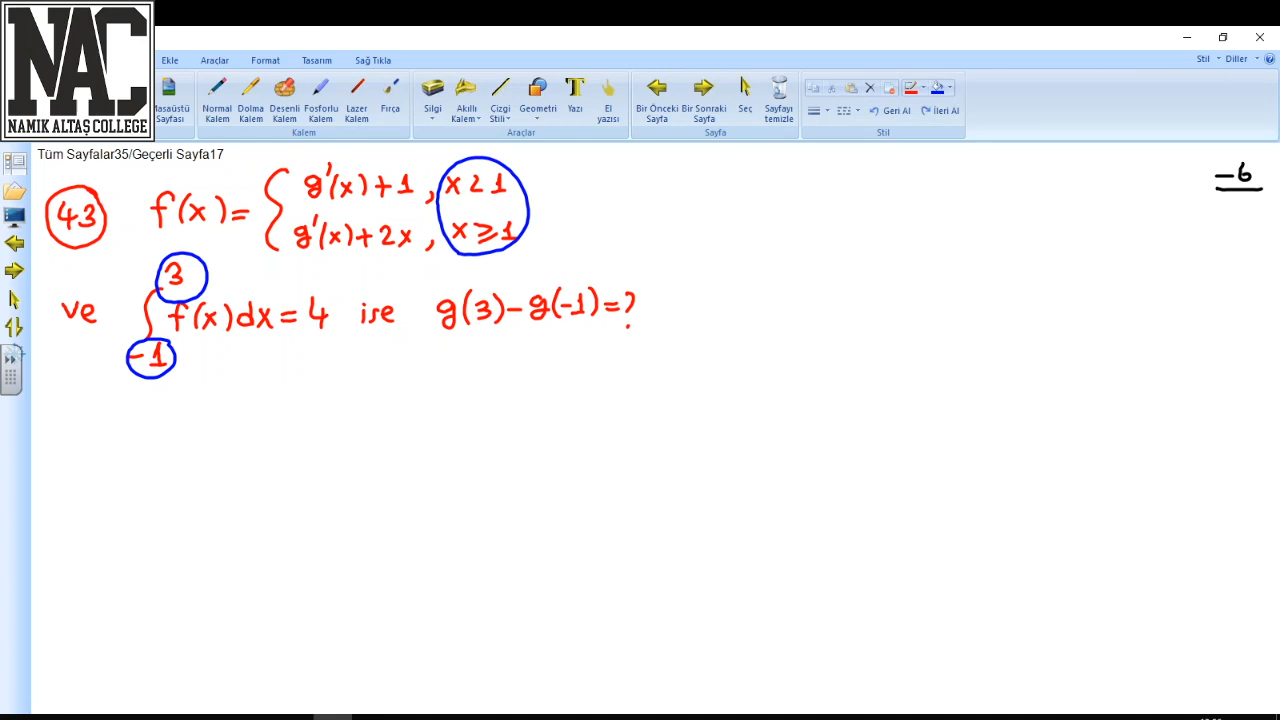 NAC
NAMIK ALTAŞ COLLEGE
Ekle Araçlar Format Tasarım Sağ Tıkla
Stil Diller
Masaüstü Sayfası
Normal Kalem
Dolma Kalem
Desenli Kalem
Fosforlu Kalem
Lazer Kalem
Fırça
Kalem
Silgi
Akıllı Kalem
Çizgi Stili
Geometri
Yazı
El yazısı
Araçlar
Bir Önceki Sayfa
Bir Sonraki Sayfa
Seç
Sayfayı temizle
Sayfa
Geri Al
İleri Al
Stil
Tüm Sayfalar35/Geçerli Sayfa17
-6
43 f(x) = { g'(x)+1 , x < 1
g'(x)+2x , x ≥ 1
3
ve ∫ f(x)dx = 4 ise g(3)-g(-1)=?
-1